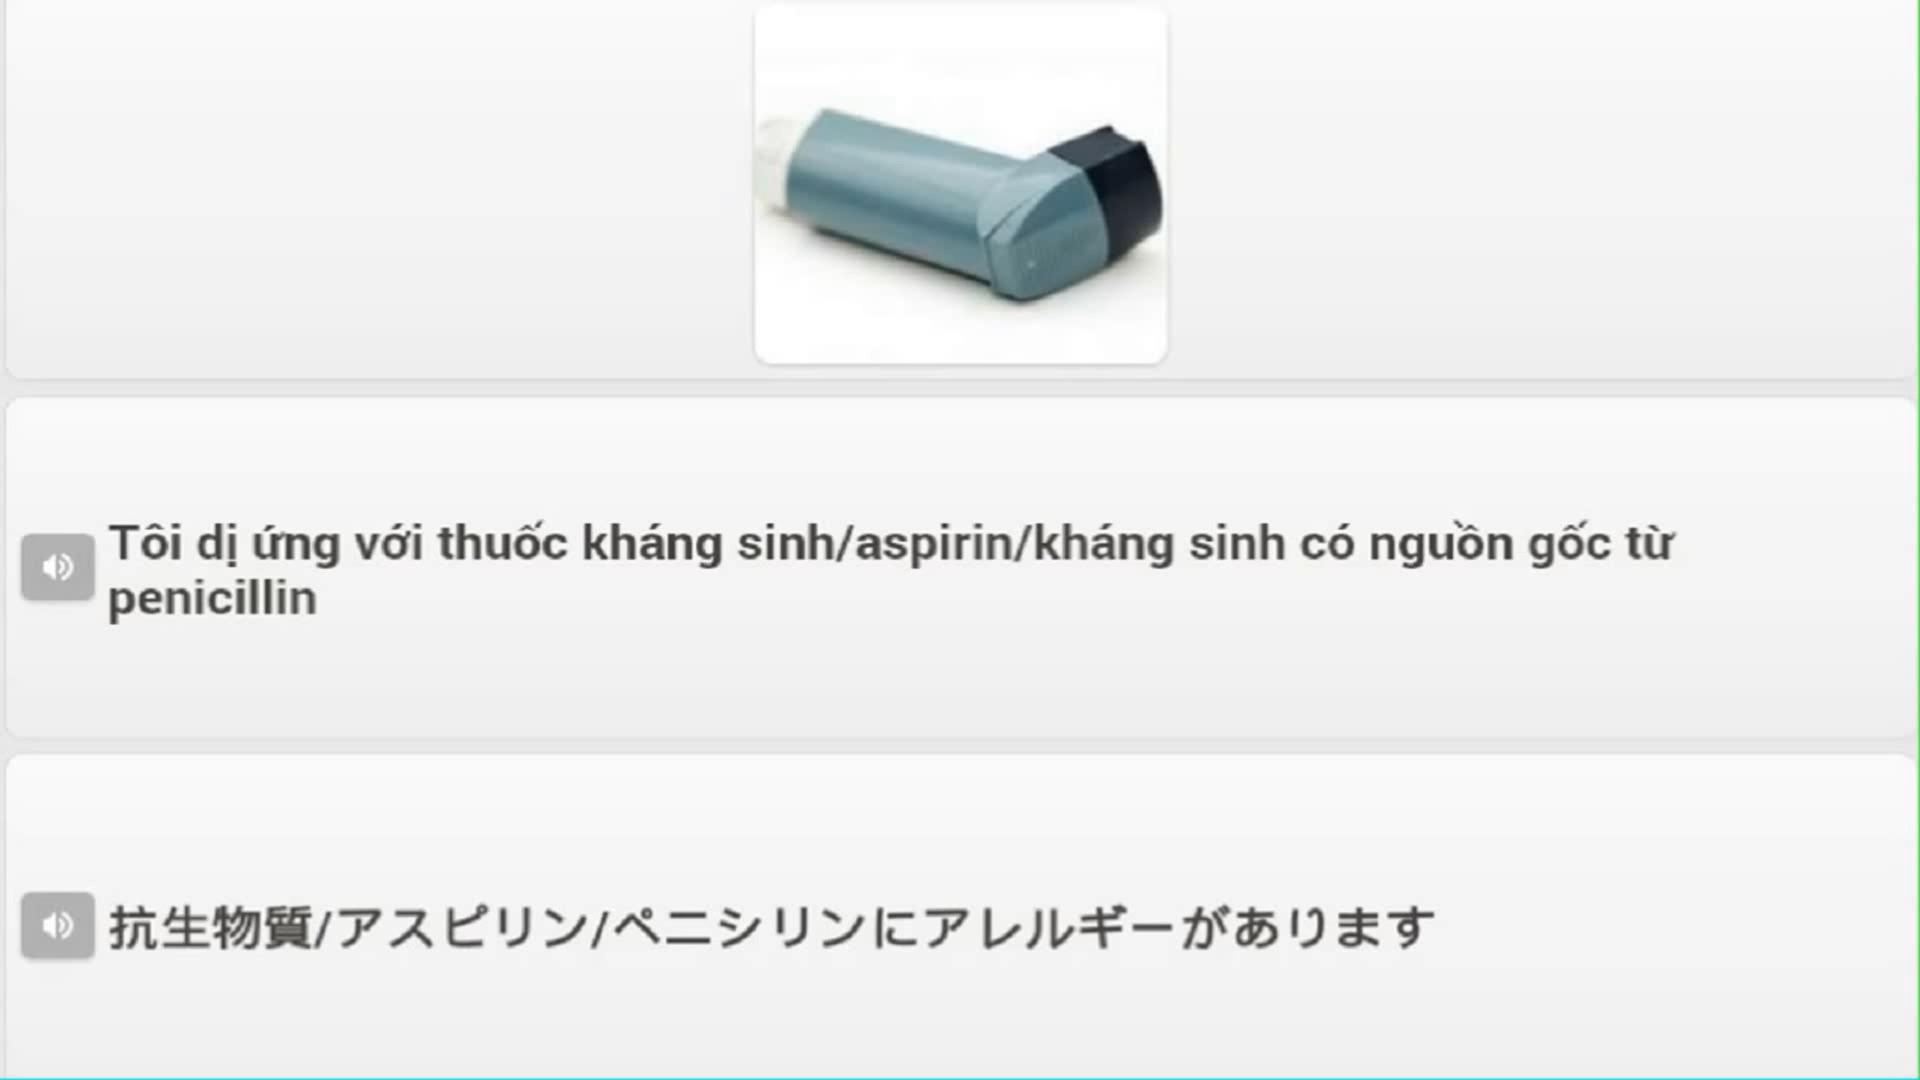 Tôi dị ứng với thuốc kháng sinh/aspirin/kháng sinh có nguồn gốc từ
penicillin
抗生物質/アスピリン/ペニシリンにアレルギーがあります